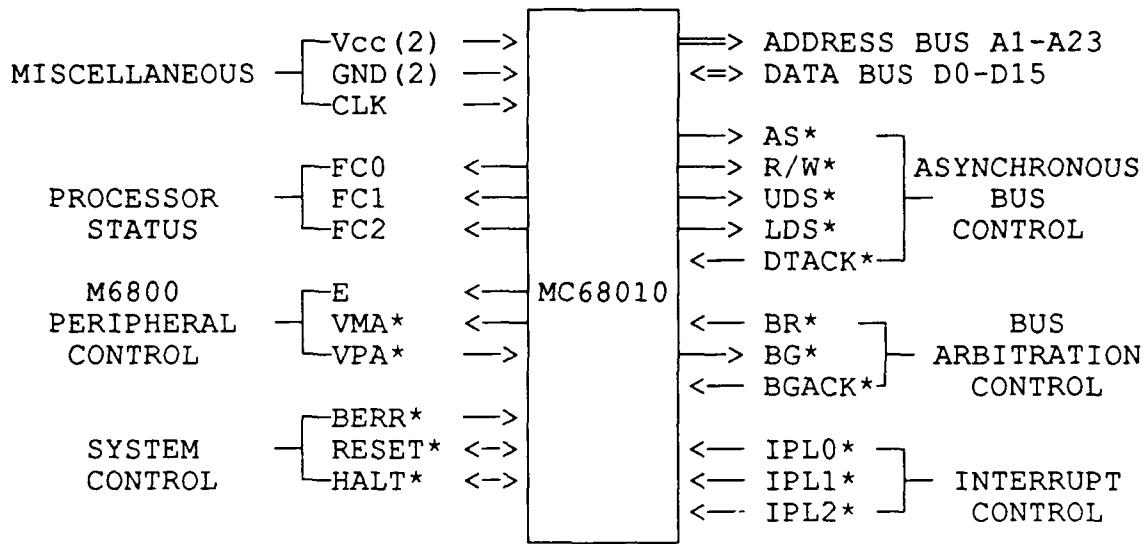 Vcc(2) ADDRESS BUS A1-A23
MISCELLANEOUS GND(2) DATA BUS D0-D15
CLK
AS*
FC0 R/W* ASYNCHRONOUS
PROCESSOR FC1 UDS* BUS
STATUS FC2 LDS* CONTROL
DTACK*
M6800 E MC68010
PERIPHERAL VMA* BR* BUS
CONTROL VPA* BG* ARBITRATION
BGACK* CONTROL
BERR*
SYSTEM RESET* IPL0*
CONTROL HALT* IPL1* INTERRUPT
IPL2* CONTROL